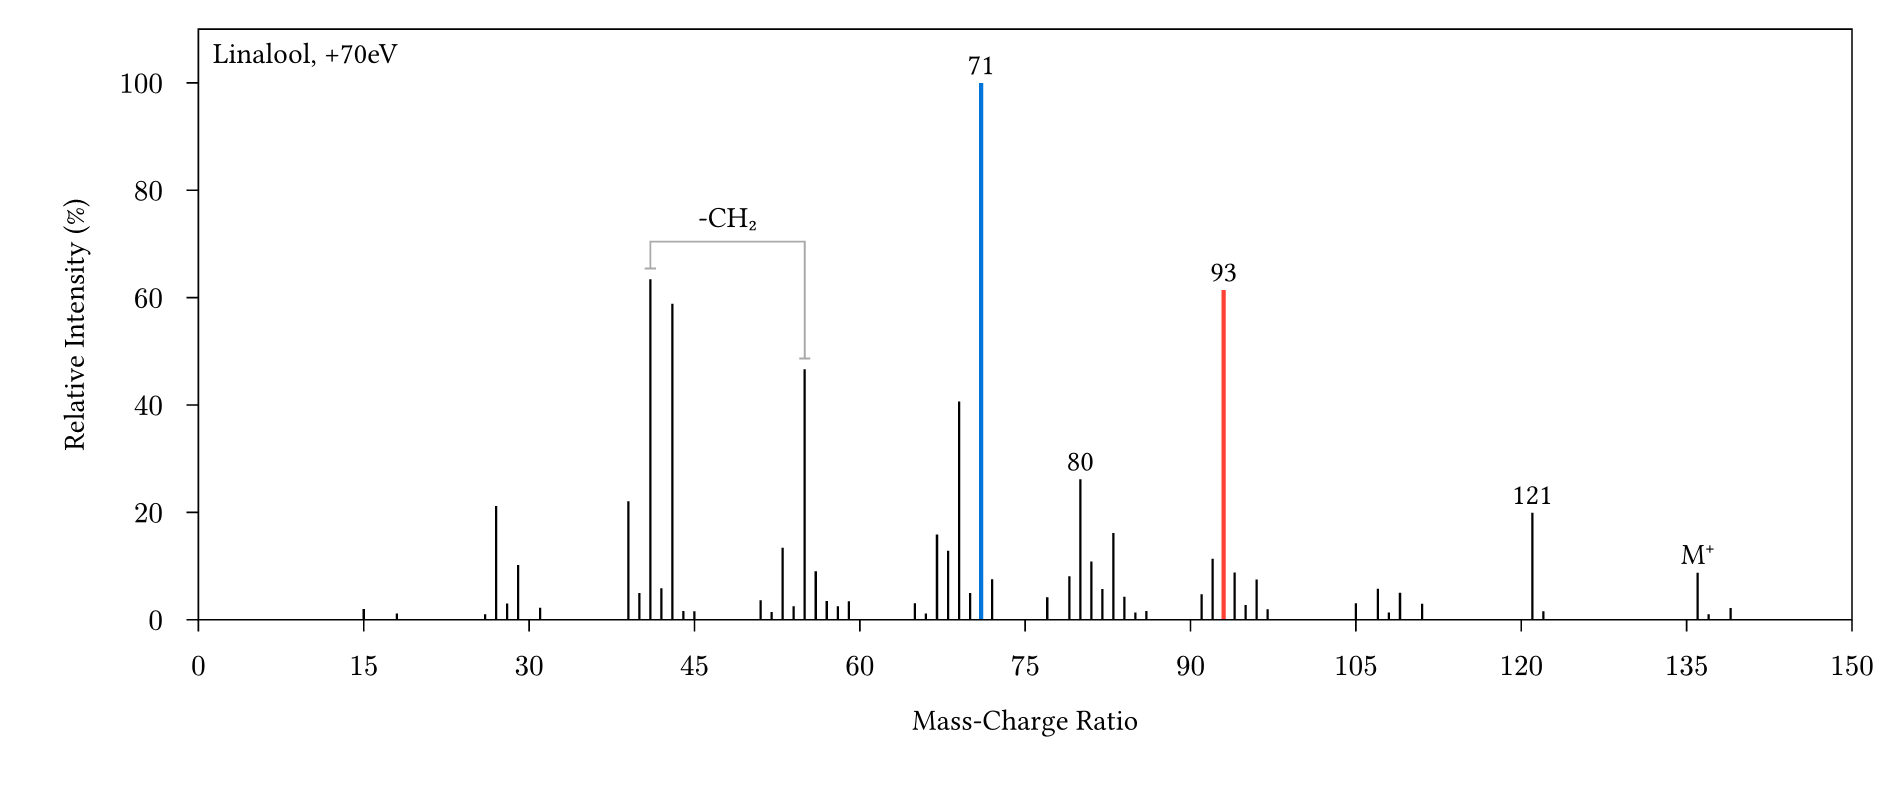 Linalool, +70eV
71
100
80
-CH₂
93
60
Relative Intensity (%)
40
80
121
20
M⁺
0
0 15 30 45 60 75 90 105 120 135 150
Mass-Charge Ratio